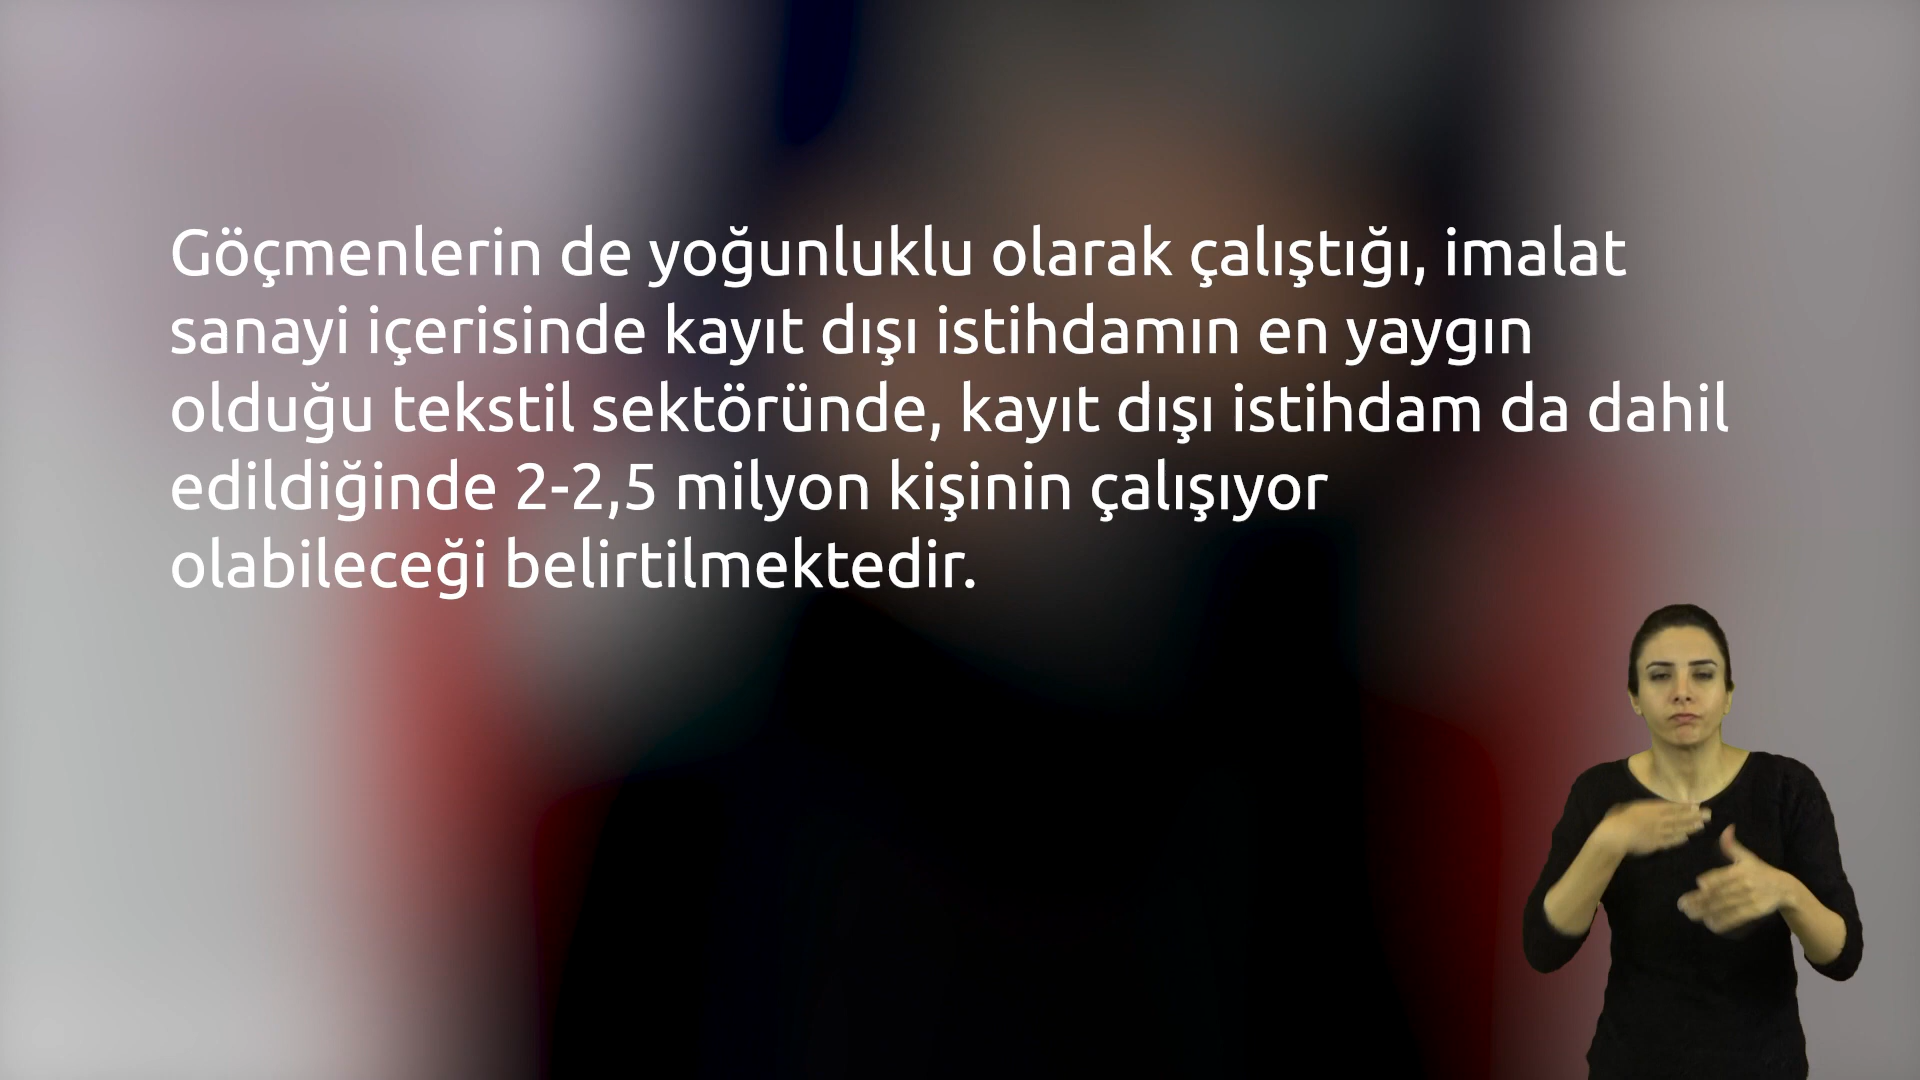 Göçmenlerin de yoğunluklu olarak çalıştığı, imalat
sanayi içerisinde kayıt dışı istihdamın en yaygın
olduğu tekstil sektöründe, kayıt dışı istihdam da dahil
edildiğinde 2-2,5 milyon kişinin çalışıyor
olabileceği belirtilmektedir.